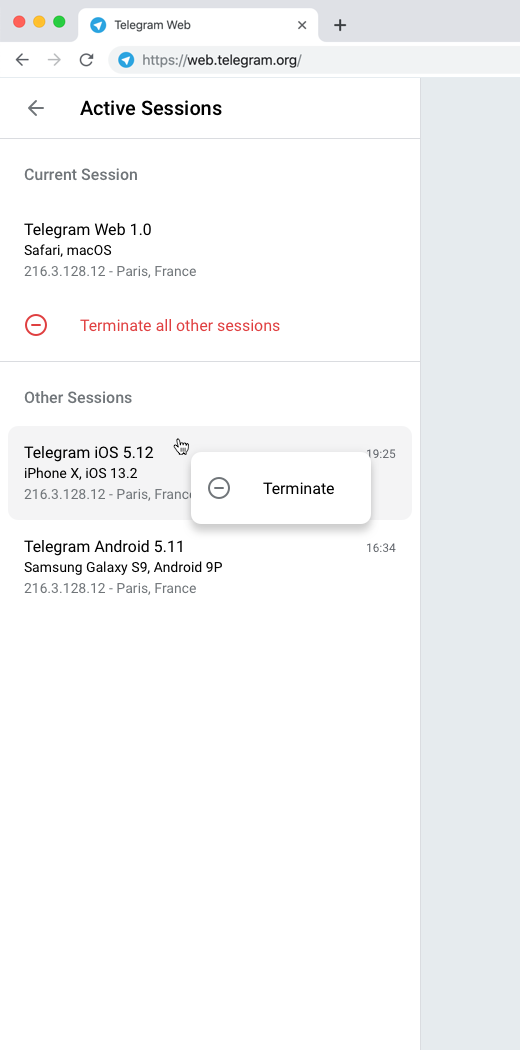 Telegram Web
https://web.telegram.org/
Active Sessions
Current Session
Telegram Web 1.0
Safari, macOS
216.3.128.12 - Paris, France
Terminate all other sessions
Other Sessions
Telegram iOS 5.12
19:25
iPhone X, iOS 13.2
216.3.128.12 - Paris, France
Terminate
Telegram Android 5.11
16:34
Samsung Galaxy S9, Android 9P
216.3.128.12 - Paris, France